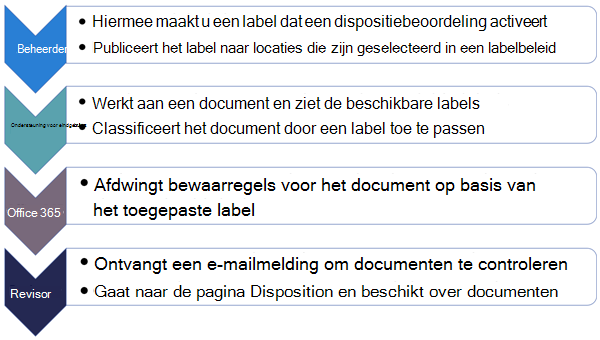 Beheerder
• Hiermee maakt u een label dat een dispositiebeoordeling activeert
• Publiceert het label naar locaties die zijn geselecteerd in een labelbeleid
Ondersteuning voor
• Werkt aan een document en ziet de beschikbare labels
• Classificeert het document door een label toe te passen
Office 365
• Afdwingt bewaarregels voor het document op basis van
het toegepaste label
Revisor
• Ontvangt een e-mailmelding om documenten te controleren
• Gaat naar de pagina Disposition en beschikt over documenten